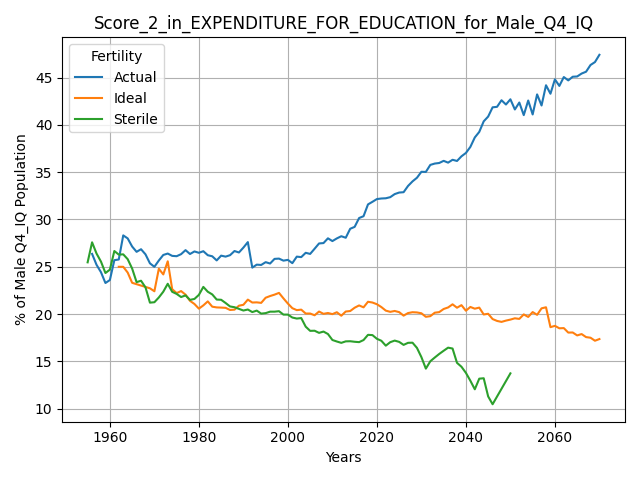 Score_2_in_EXPENDITURE_FOR_EDUCATION_for_Male_Q4_IQ
Fertility
Actual
Ideal
Sterile
% of Male Q4_IQ Population
45
40
35
30
25
20
15
10
1960
1980
2000
2020
2040
2060
Years